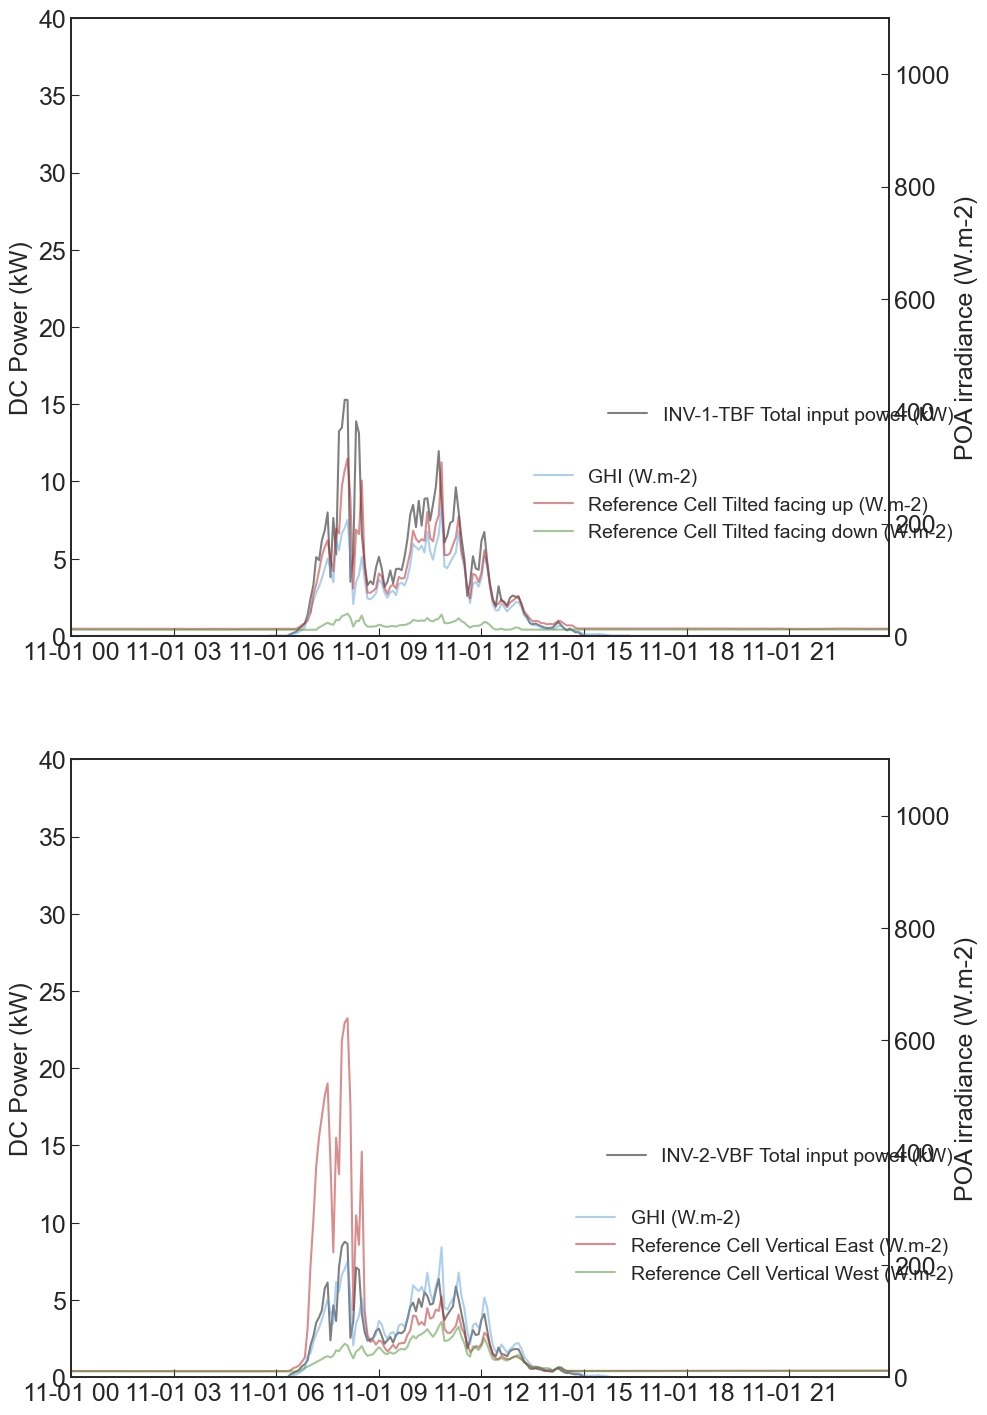 40
35
30
25
20
15
10
5
0
DC Power (kW)
1000
800
600
400
200
0
POA irradiance (W.m-2)
INV-1-TBF Total input power (kW)
GHI (W.m-2)
Reference Cell Tilted facing up (W.m-2)
Reference Cell Tilted facing down (W.m-2)
11-01 00 11-01 03 11-01 06 11-01 09 11-01 12 11-01 15 11-01 18 11-01 21
40
35
30
25
20
15
10
5
0
DC Power (kW)
1000
800
600
400
200
0
POA irradiance (W.m-2)
INV-2-VBF Total input power (kW)
GHI (W.m-2)
Reference Cell Vertical East (W.m-2)
Reference Cell Vertical West (W.m-2)
11-01 00 11-01 03 11-01 06 11-01 09 11-01 12 11-01 15 11-01 18 11-01 21